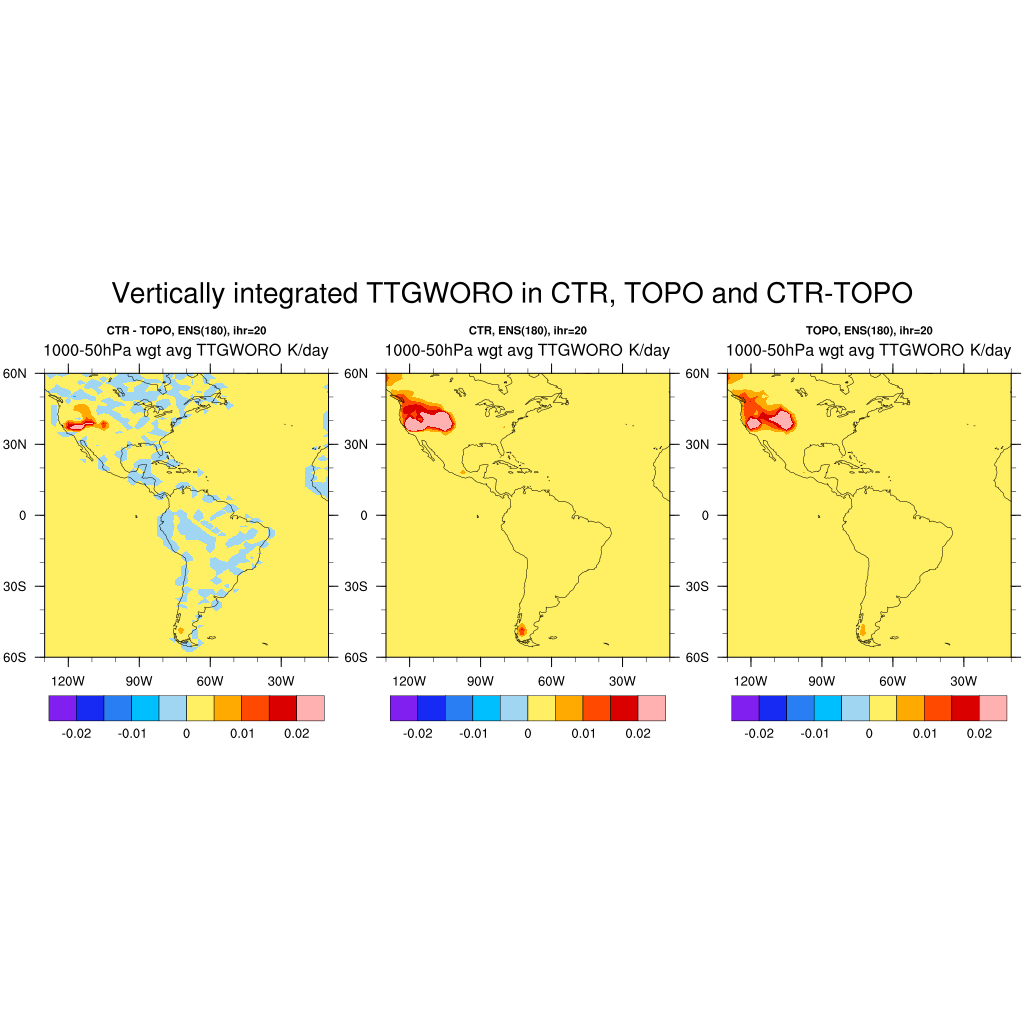 Vertically integrated TTGWORO in CTR, TOPO and CTR-TOPO
CTR - TOPO, ENS(180), ihr=20
1000-50hPa wgt avg TTGWORO K/day
60N
30N
0
30S
60S
120W 90W 60W 30W
-0.02 -0.01 0 0.01 0.02
CTR, ENS(180), ihr=20
1000-50hPa wgt avg TTGWORO K/day
60N
30N
0
30S
60S
120W 90W 60W 30W
-0.02 -0.01 0 0.01 0.02
TOPO, ENS(180), ihr=20
1000-50hPa wgt avg TTGWORO K/day
60N
30N
0
30S
60S
120W 90W 60W 30W
-0.02 -0.01 0 0.01 0.02